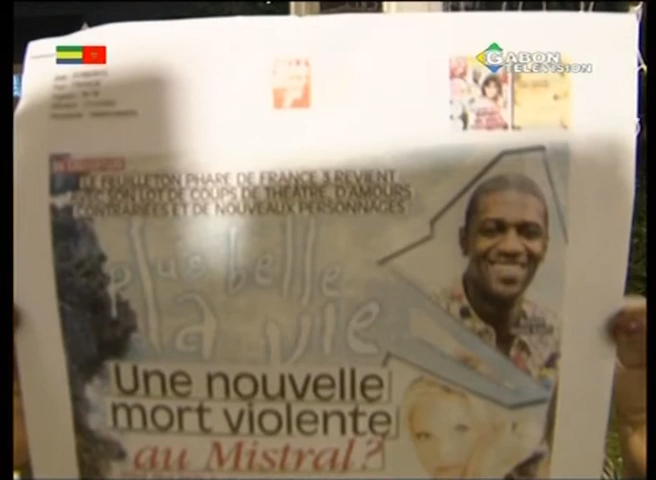 GABON
TELEVISION
LE FEUILLETON PHARE DE FRANCE 3 REVIENT
AVEC SON LOT DE COUPS DE THÉÂTRE, D'AMOURS
CONTRARIÉES ET DE NOUVEAUX PERSONNAGES
plus belle
la vie
Une nouvelle
mort violente
au Mistral?